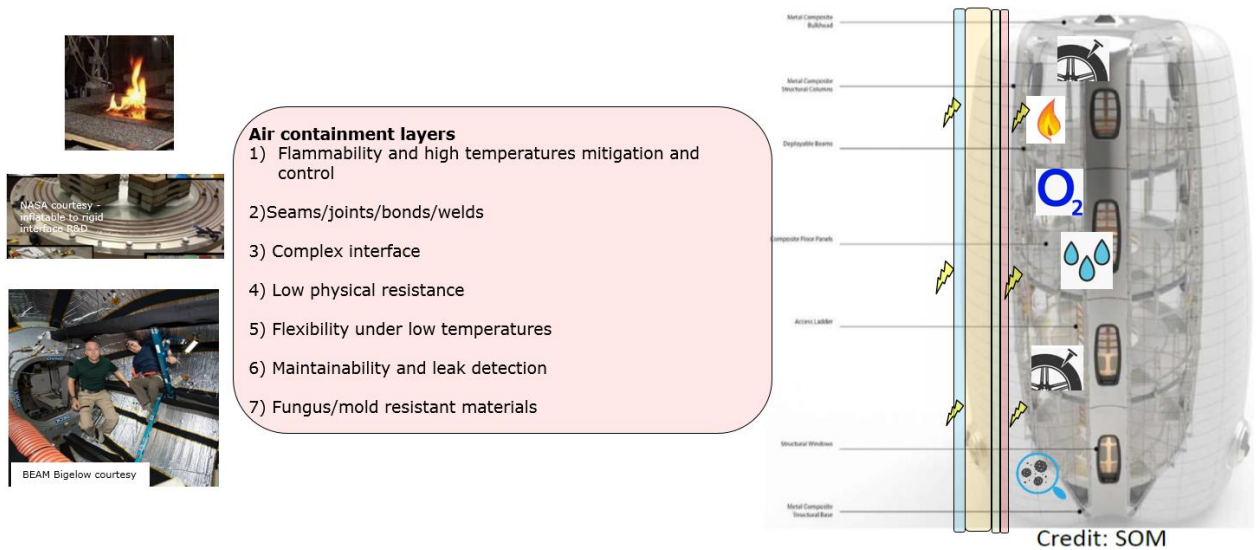 NASA courtesy -
inflatable to rigid
interface R&D
BEAM Bigelow courtesy
Air containment layers
1) Flammability and high temperatures mitigation and
control
2)Seams/joints/bonds/welds
3) Complex interface
4) Low physical resistance
5) Flexibility under low temperatures
6) Maintainability and leak detection
7) Fungus/mold resistant materials
Metal Composite
Bulkhead
Metal Composite
Structural Columns
Deployable Beams
Composite Floor Panels
Access Ladder
Structural Windows
Metal Composite
Structural Base
O2
Credit: SOM